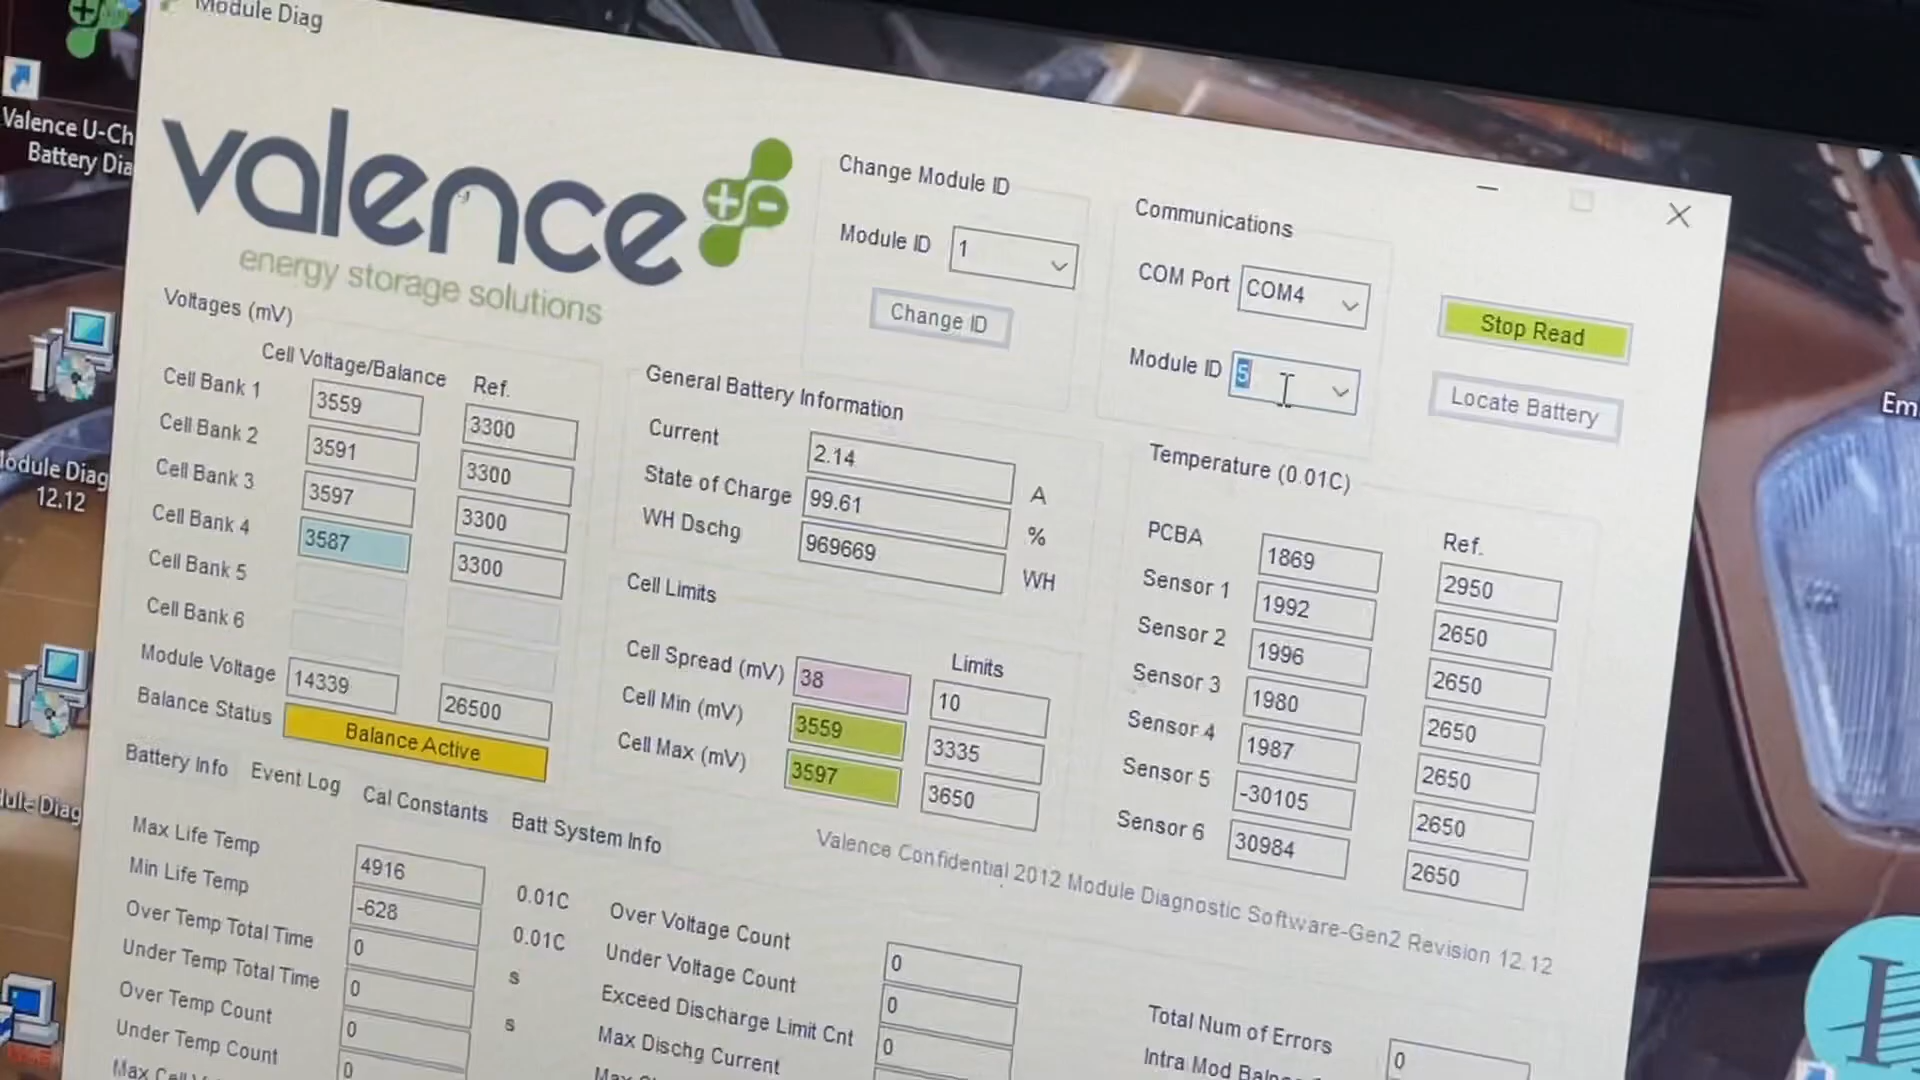 Module Diag
Valence U-Ch
Battery Dia
valence
energy storage solutions
Change Module ID
Module ID 1
Change ID
Communications
COM Port COM4
Module ID 5
Stop Read
Locate Battery
Voltages (mV)
Cell Voltage/Balance Ref.
Cell Bank 1 3559 3300
Cell Bank 2 3591 3300
Cell Bank 3 3597 3300
Cell Bank 4 3587 3300
Cell Bank 5
Cell Bank 6
Module Voltage 14339 26500
Balance Status Balance Active
General Battery Information
Current 2.14 A
State of Charge 99.61 %
WH Dschg 969669 WH
Cell Limits
Limits
Cell Spread (mV) 38 10
Cell Min (mV) 3559 3335
Cell Max (mV) 3597 3650
Temperature (0.01C)
Ref.
PCBA 1869 2950
Sensor 1 1992 2650
Sensor 2 1996 2650
Sensor 3 1980 2650
Sensor 4 1987 2650
Sensor 5 -30105 2650
Sensor 6 30984 2650
Valence Confidential 2012 Module Diagnostic Software-Gen2 Revision 12.12
Battery Info Event Log Cal Constants Batt System Info
Max Life Temp 4916 0.01C
Min Life Temp -628 0.01C
Over Temp Total Time 0 s
Under Temp Total Time 0 s
Over Temp Count 0
Under Temp Count 0
Over Voltage Count 0
Under Voltage Count 0
Exceed Discharge Limit Cnt 0
Max Dischg Current
Total Num of Errors 0
Intra Mod Balan
Module Diag
12.12
dule Diag
Em